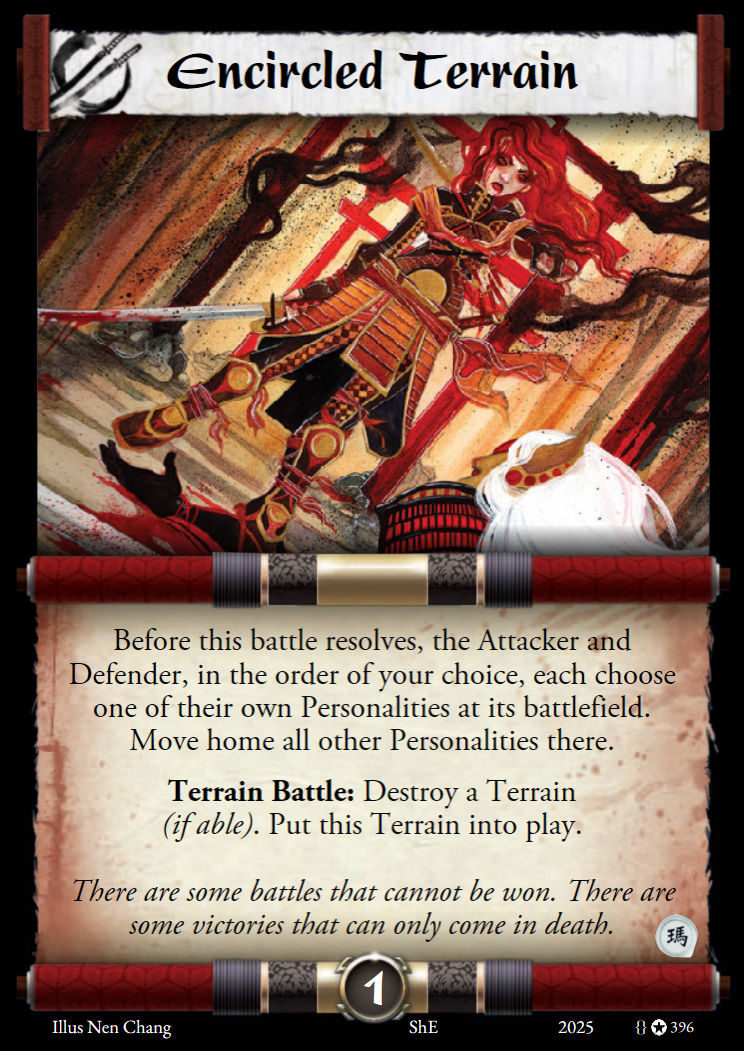 Encircled Terrain
Before this battle resolves, the Attacker and
Defender, in the order of your choice, each choose
one of their own Personalities at its battlefield.
Move home all other Personalities there.
Terrain Battle: Destroy a Terrain
(if able). Put this Terrain into play.
There are some battles that cannot be won. There are
some victories that can only come in death.
瑪
1
Illus Nen Chang ShE 2025 {} ✪ 396